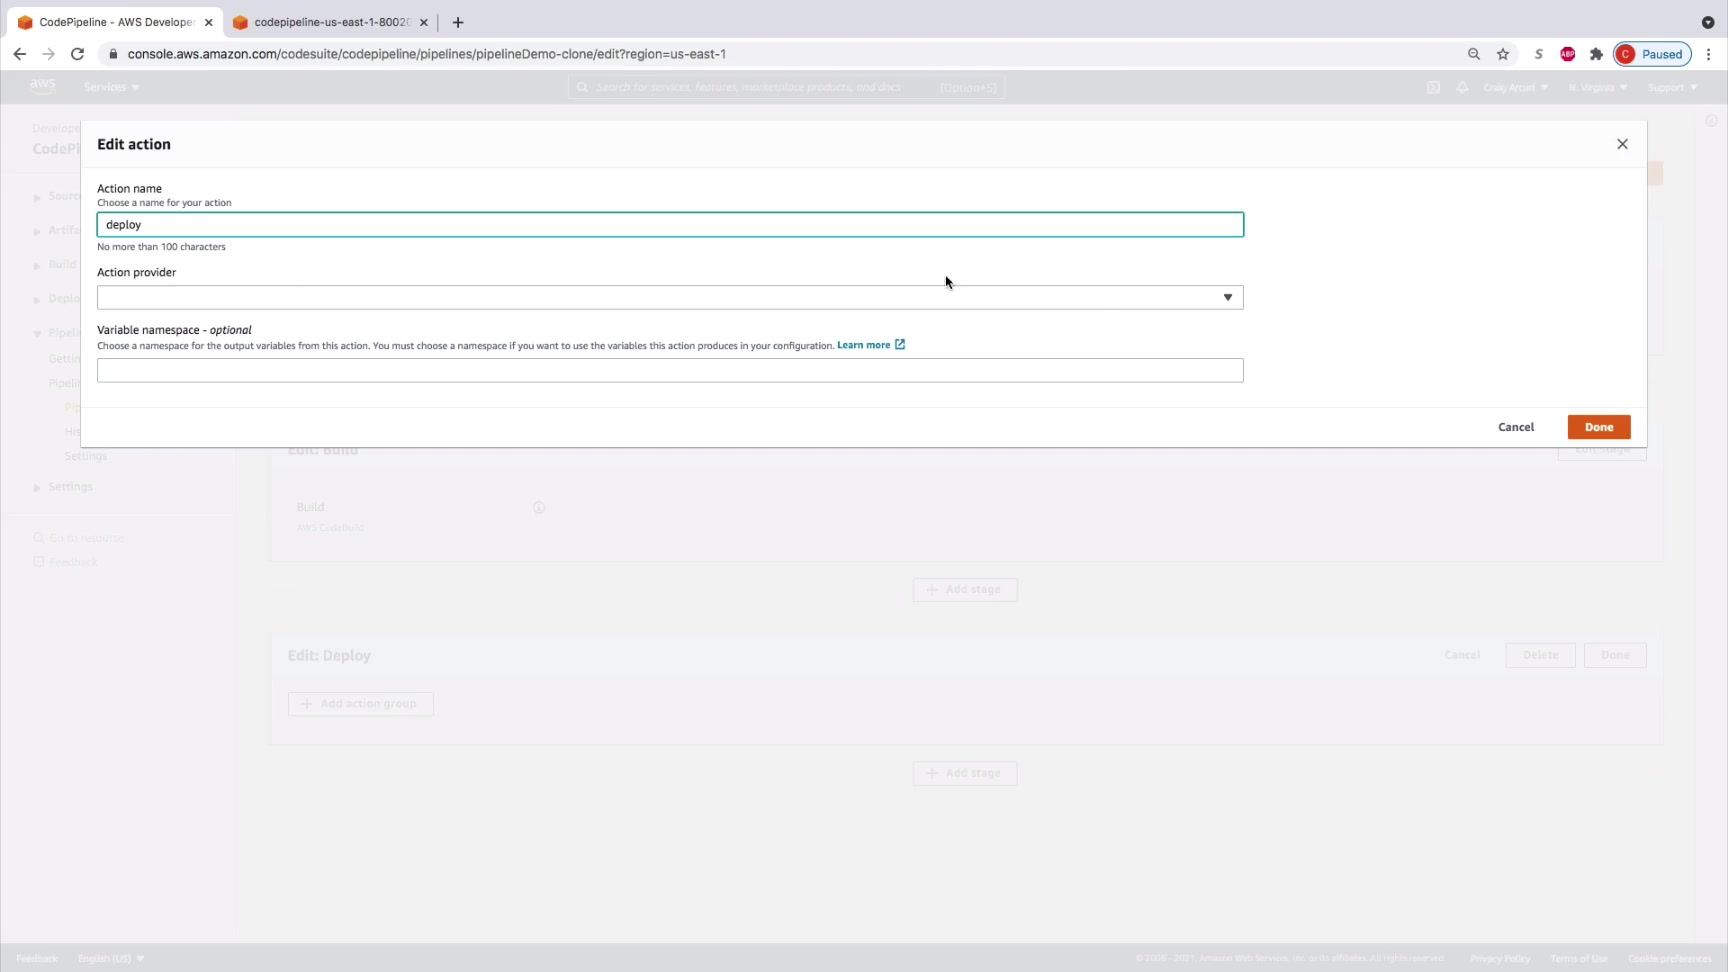 CodePipeline - AWS Develope
codepipeline-us-east-1-80020
console.aws.amazon.com/codesuite/codepipeline/pipelines/pipelineDemo-clone/edit?region=us-east-1
S
ABP
C
Paused
aws
Services
Search for services, features, marketplace products, and docs
[Option+S]
Craig Arcuri
N. Virginia
Support
Develope
CodePi
Edit action
Action name
Choose a name for your action
deploy
No more than 100 characters
Action provider
Variable namespace - optional
Choose a namespace for the output variables from this action. You must choose a namespace if you want to use the variables this action produces in your configuration. Learn more
Cancel
Done
Sourc
Artifa
Build
Deplo
Pipelin
Gettin
Pipelin
Pip
His
Settings
Settings
Go to resource
Feedback
Edit: Build
Edit stage
Build
AWS CodeBuild
Add stage
Edit: Deploy
Cancel
Delete
Done
Add action group
Add stage
Feedback
English (US)
© 2008 - 2021, Amazon Web Services, Inc. or its affiliates. All rights reserved.
Privacy Policy
Terms of Use
Cookie preferences